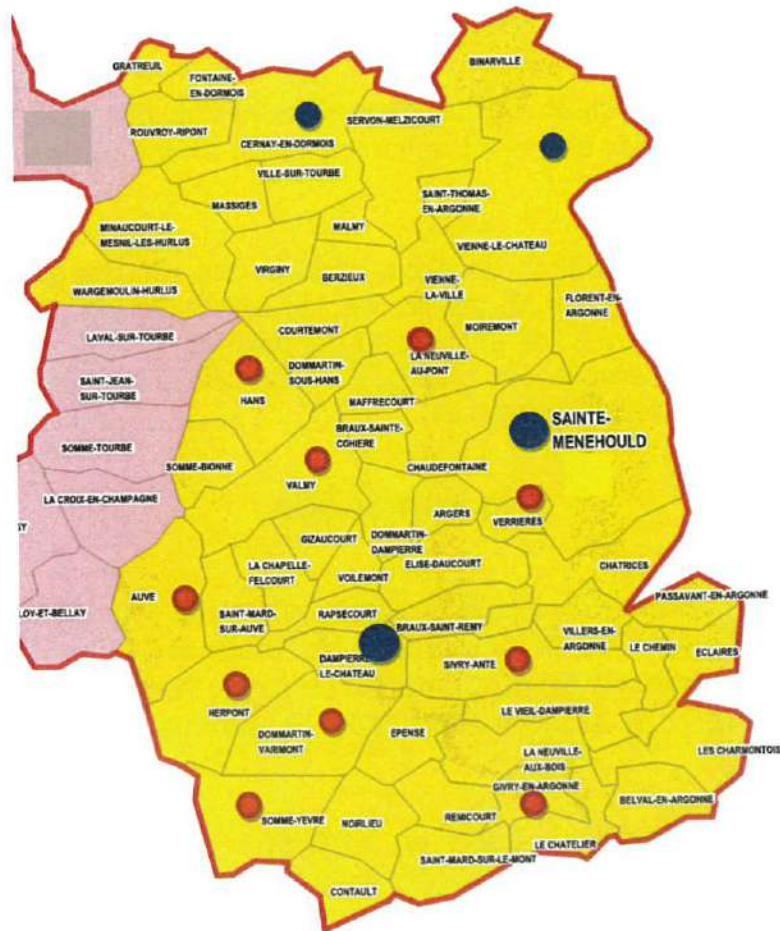 GRATREUIL
BINARVILLE
FONTAINE-
EN-DORMOIS
ROUVROY-RIPONT
SERVON-MELZICOURT
CERNAY-EN-DORMOIS
VILLE-SUR-TOURBE
SAINT-THOMAS-
EN-ARGONNE
MASSIGES
MINAUCOURT-LE-
MESNIL-LES-HURLUS
MALMY
VIENNE-LE-CHATEAU
VIRGINY
BERZIEUX
VIENNE-
LA-VILLE
WARGEMOULIN-HURLUS
FLORENT-EN-
ARGONNE
COURTEMONT
MOIREMONT
LAVAL-SUR-TOURBE
DOMMARTIN-
SOUS-HANS
LA NEUVILLE-
AU-PONT
SAINT-JEAN-
SUR-TOURBE
HANS
MAFFRECOURT
SAINTE-
MENEHOULD
BRAUX-SAINTE-
COHIERE
SOMME-TOURBE
SOMME-BIONNE
CHAUDEFONTAINE
VALMY
LA CROIX-EN-CHAMPAGNE
ARGERS
VERRIERES
GIZAUCOURT
DOMMARTIN-
DAMPIERRE
LA CHAPELLE-
FELCOURT
ELISE-DAUCOURT
CHATRICES
VOILEMONT
AUVE
PASSAVANT-EN-ARGONNE
LOY-ET-BELLAY
SAINT-MARD-
SUR-AUVE
RAPSECOURT
BRAUX-SAINT-REMY
VILLERS-EN-
ARGONNE
LE CHEMIN
ECLAIRES
DAMPIERRE
LE-CHATEAU
SIVRY-ANTE
HERPONT
LE VIEIL-DAMPIERRE
DOMMARTIN-
VARIMONT
EPENSE
LA NEUVILLE-
AUX-BOIS
LES CHARMONTOIS
GIVRY-EN-ARGONNE
BELVAL-EN-ARGONNE
SOMME-YEVRE
NOIRLIEU
REMICOURT
LE CHATELIER
SAINT-MARD-SUR-LE-MONT
CONTAULT